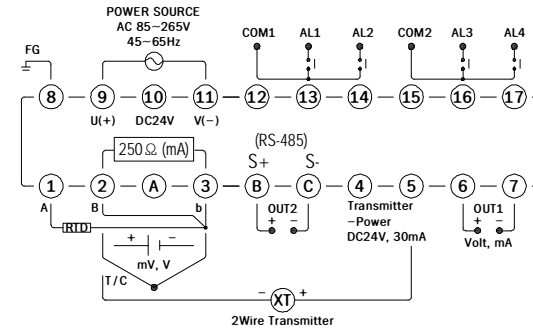 POWER SOURCE
AC 85~265V
45~65Hz
FG
COM1 AL1 AL2 COM2 AL3 AL4
8 9 10 11 12 13 14 15 16 17
U(+) DC24V V(−)
250Ω (mA)
(RS-485)
S+ S-
1 2 A 3 B C 4 5 6 7
A B b
RTD
+ −
mV, V
T/C
OUT2
+ −
Transmitter
−Power
DC24V, 30mA
OUT1
+ −
Volt, mA
− XT +
2Wire Transmitter